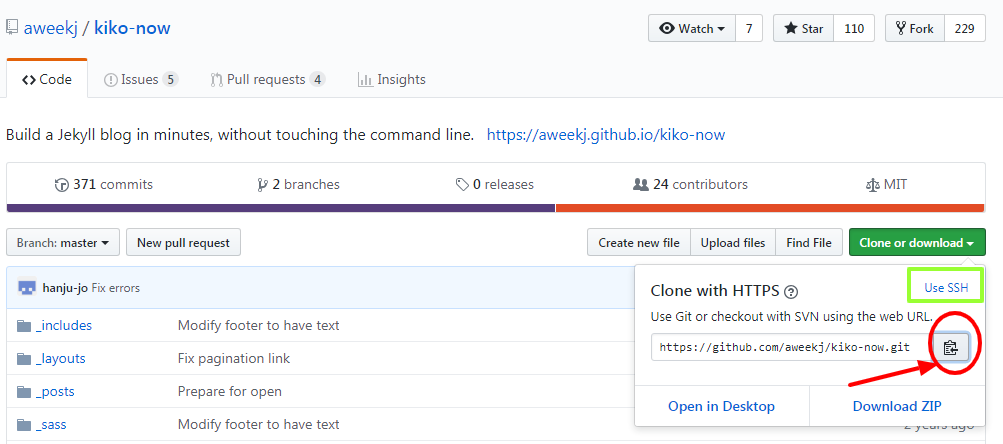 aweekj / kiko-now Watch 7 Star 110 Fork 229
Code Issues 5 Pull requests 4 Insights
Build a Jekyll blog in minutes, without touching the command line. https://aweekj.github.io/kiko-now
371 commits 2 branches 0 releases 24 contributors MIT
Branch: master New pull request Create new file Upload files Find File Clone or download
hanju-jo Fix errors
_includes Modify footer to have text
_layouts Fix pagination link
_posts Prepare for open
_sass Modify footer to have text 2 years ago
Clone with HTTPS ? Use SSH
Use Git or checkout with SVN using the web URL.
https://github.com/aweekj/kiko-now.git
Open in Desktop Download ZIP